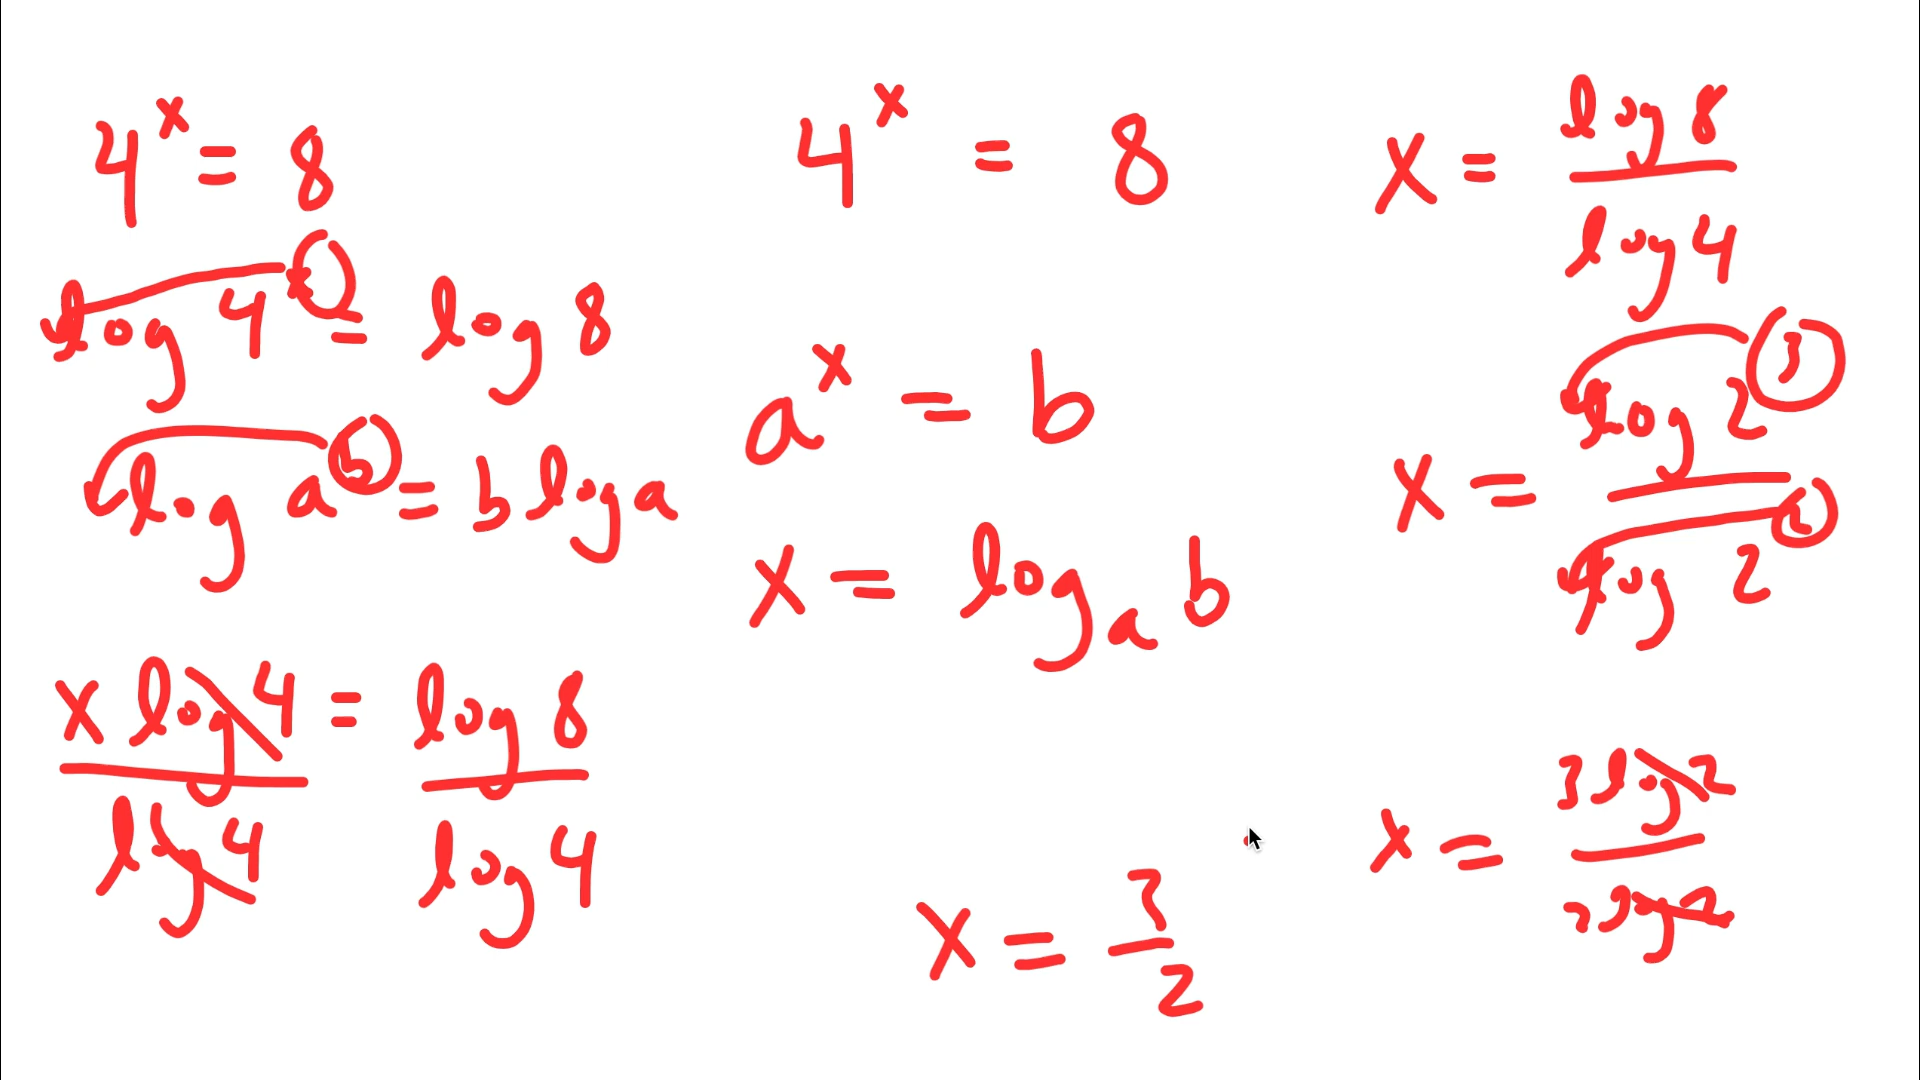 4^x = 8
log 4^x = log 8
log a^b = b log a
x log 4 / log 4 = log 8 / log 4
4^x = 8
a^x = b
x = log_a b
x = 3/2
x = log 8 / log 4
x = log 2^3 / log 2^2
x = 3 log 2 / 2 log 2